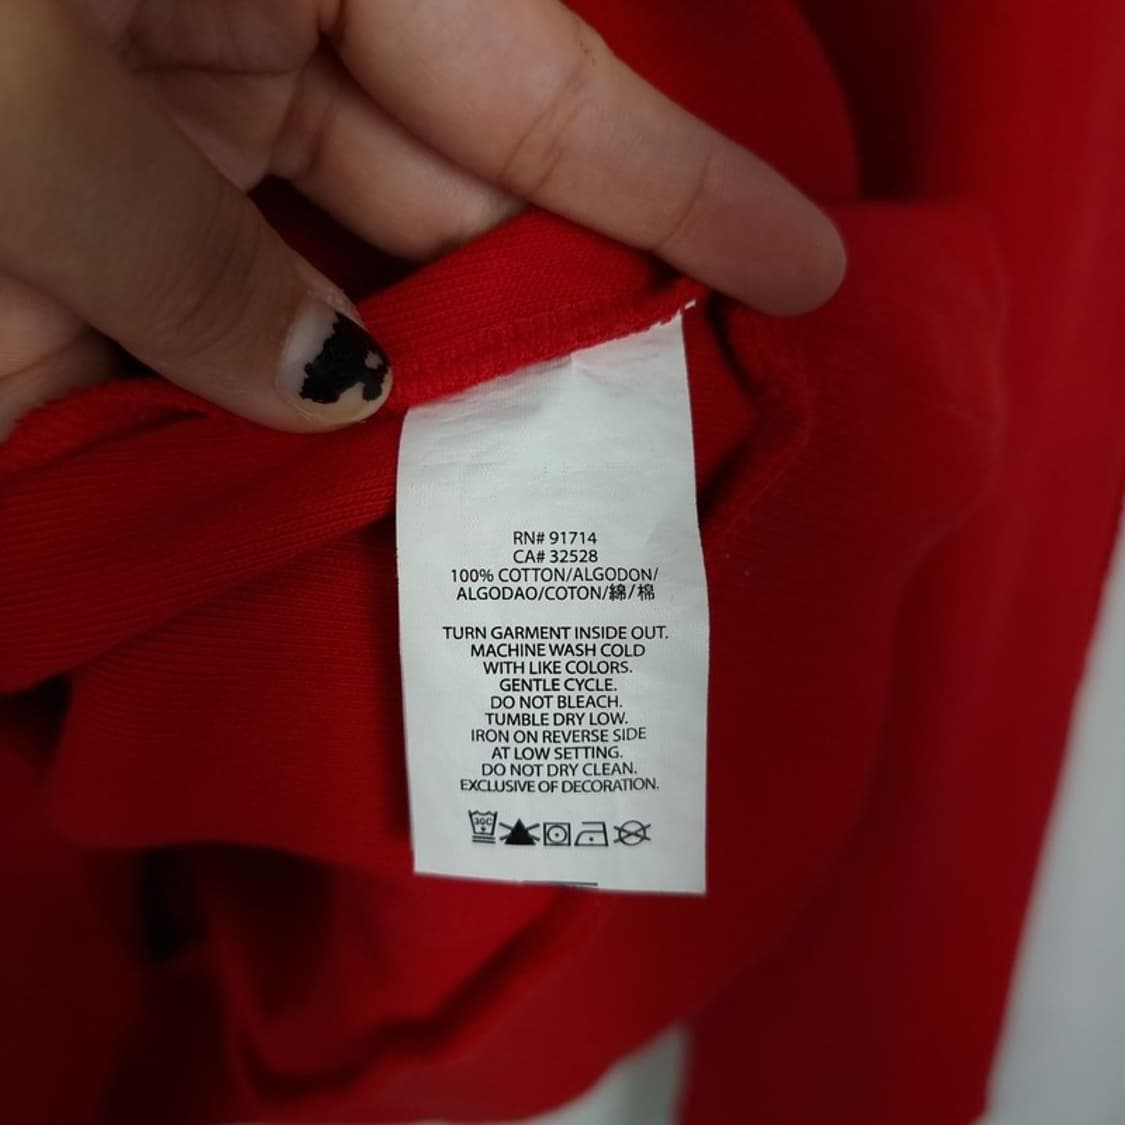 RN# 91714
CA# 32528
100% COTTON/ALGODON/
ALGODAO/COTON/綿/棉
TURN GARMENT INSIDE OUT.
MACHINE WASH COLD
WITH LIKE COLORS.
GENTLE CYCLE.
DO NOT BLEACH.
TUMBLE DRY LOW.
IRON ON REVERSE SIDE
AT LOW SETTING.
DO NOT DRY CLEAN.
EXCLUSIVE OF DECORATION.
30C